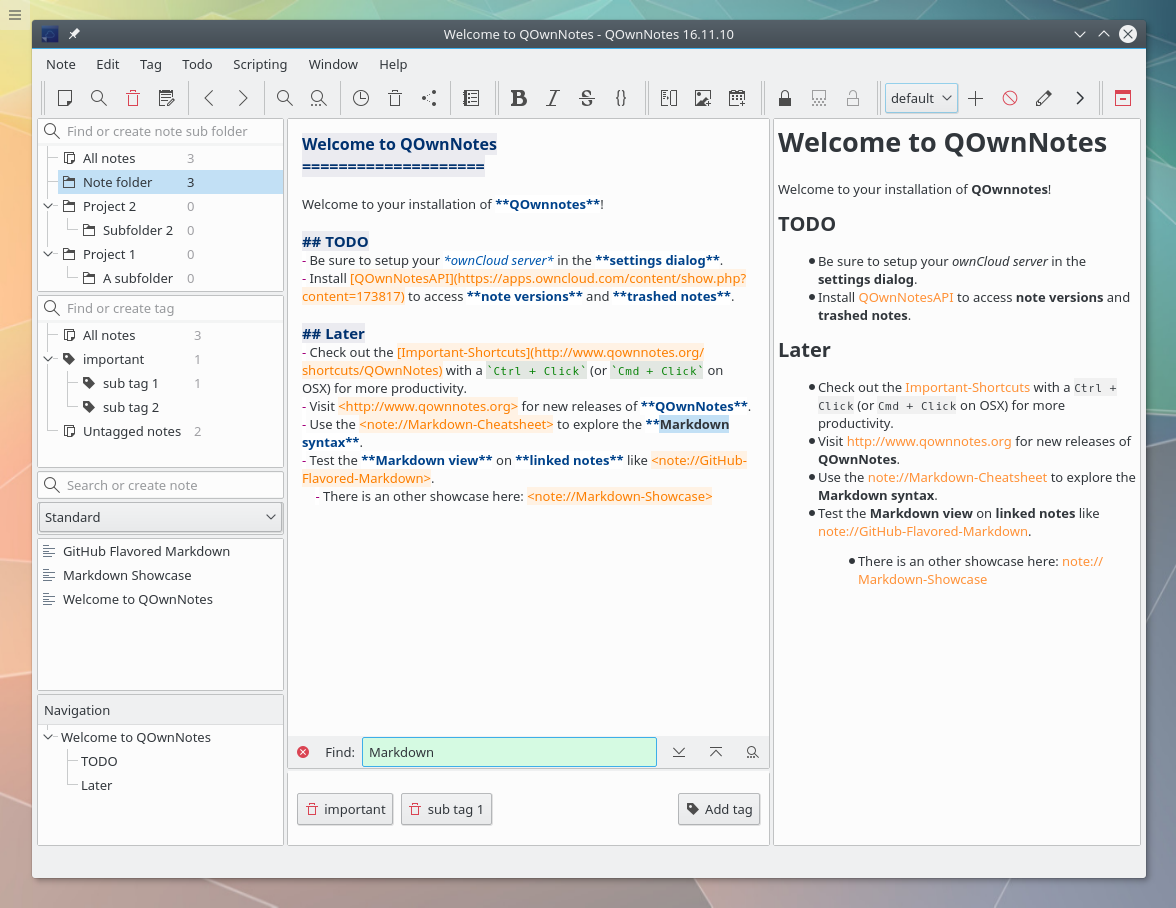 Welcome to QOwnNotes - QOwnNotes 16.11.10
Note Edit Tag Todo Scripting Window Help
default
Find or create note sub folder
All notes 3
Note folder 3
Project 2 0
Subfolder 2 0
Project 1 0
A subfolder 0
Find or create tag
All notes 3
important 1
sub tag 1 1
sub tag 2
Untagged notes 2
Search or create note
Standard
GitHub Flavored Markdown
Markdown Showcase
Welcome to QOwnNotes
Navigation
Welcome to QOwnNotes
TODO
Later
Welcome to QOwnNotes
====================
Welcome to your installation of **QOwnnotes**!
## TODO
- Be sure to setup your *ownCloud server* in the **settings dialog**.
- Install [QOwnNotesAPI](https://apps.owncloud.com/content/show.php?
content=173817) to access **note versions** and **trashed notes**.
## Later
- Check out the [Important-Shortcuts](http://www.qownnotes.org/
shortcuts/QOwnNotes) with a `Ctrl + Click` (or `Cmd + Click` on
OSX) for more productivity.
- Visit <http://www.qownnotes.org> for new releases of **QOwnNotes**.
- Use the <note://Markdown-Cheatsheet> to explore the **Markdown
syntax**.
- Test the **Markdown view** on **linked notes** like <note://GitHub-
Flavored-Markdown>.
- There is an other showcase here: <note://Markdown-Showcase>
Find: Markdown
important sub tag 1 Add tag
Welcome to QOwnNotes
Welcome to your installation of QOwnnotes!
TODO
Be sure to setup your ownCloud server in the
settings dialog.
Install QOwnNotesAPI to access note versions and
trashed notes.
Later
Check out the Important-Shortcuts with a Ctrl +
Click (or Cmd + Click on OSX) for more
productivity.
Visit http://www.qownnotes.org for new releases of
QOwnNotes.
Use the note://Markdown-Cheatsheet to explore the
Markdown syntax.
Test the Markdown view on linked notes like
note://GitHub-Flavored-Markdown.
There is an other showcase here: note://
Markdown-Showcase